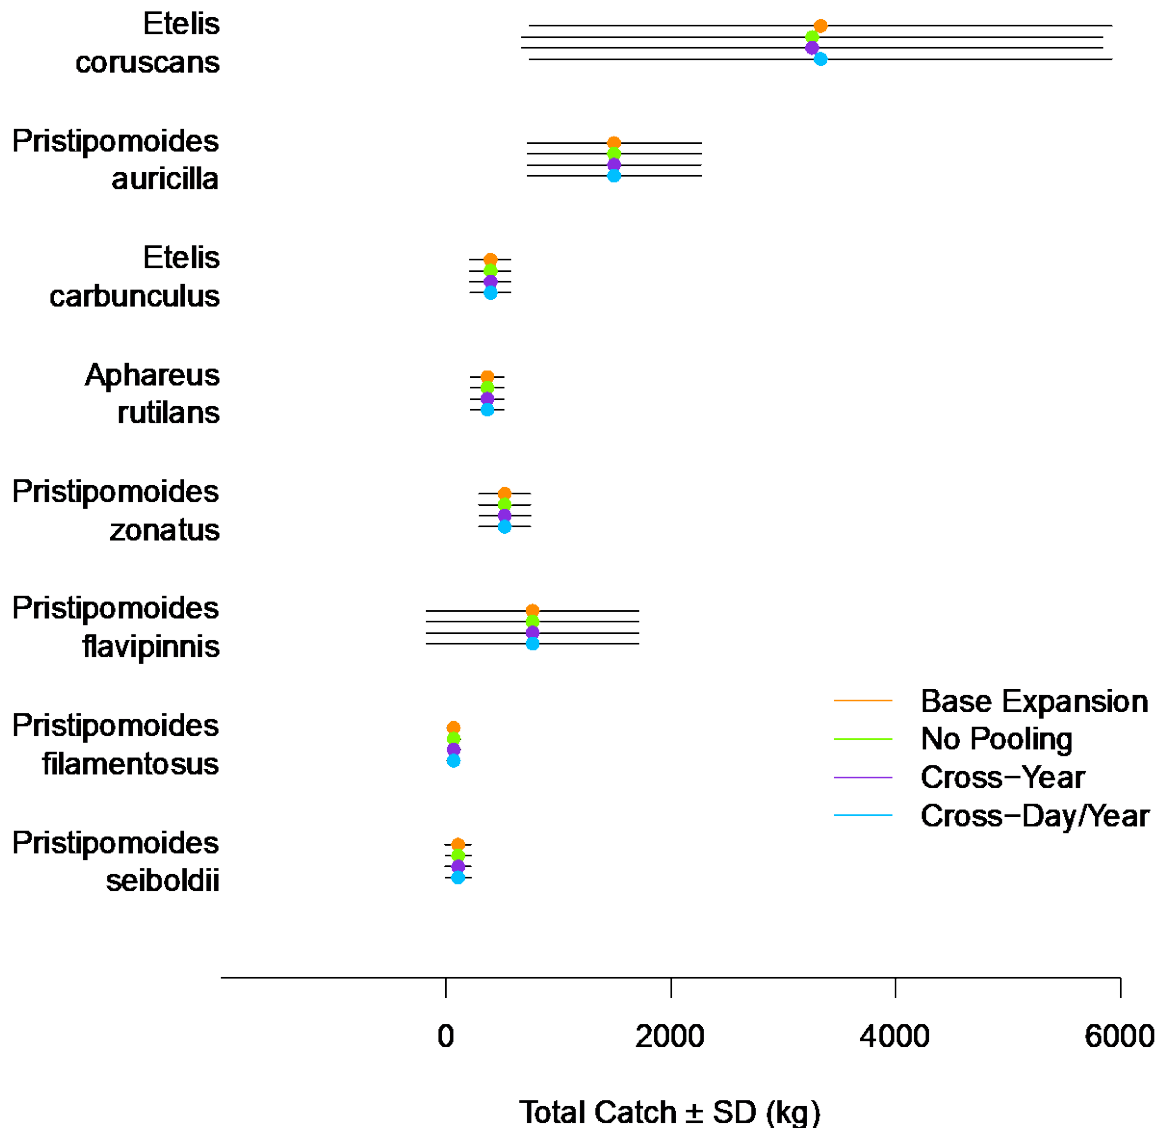 Etelis
coruscans
Pristipomoides
auricilla
Etelis
carbunculus
Aphareus
rutilans
Pristipomoides
zonatus
Pristipomoides
flavipinnis
Pristipomoides
filamentosus
Pristipomoides
seiboldii
Base Expansion
No Pooling
Cross−Year
Cross−Day/Year
0 2000 4000 6000
Total Catch ± SD (kg)